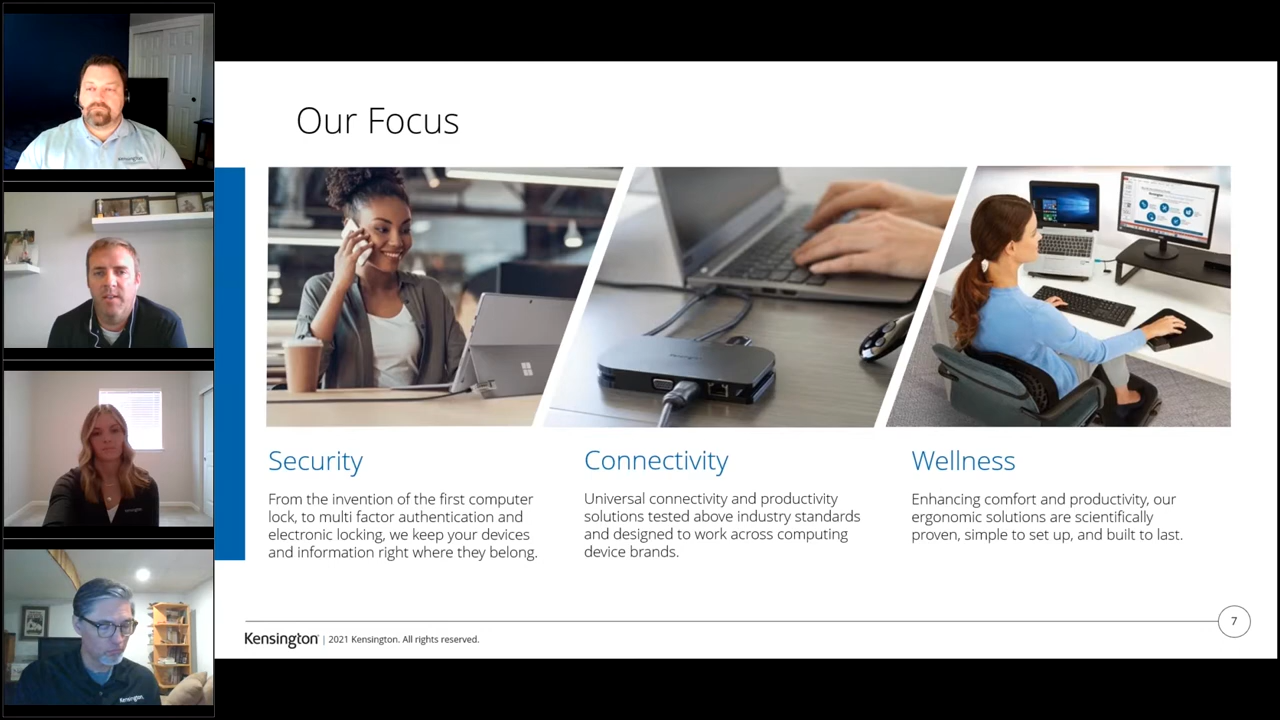 Our Focus
Security
From the invention of the first computer
lock, to multi factor authentication and
electronic locking, we keep your devices
and information right where they belong.
Connectivity
Universal connectivity and productivity
solutions tested above industry standards
and designed to work across computing
device brands.
Wellness
Enhancing comfort and productivity, our
ergonomic solutions are scientifically
proven, simple to set up, and built to last.
Kensington | 2021 Kensington. All rights reserved.
7
Kensington
Kensington
Kensington